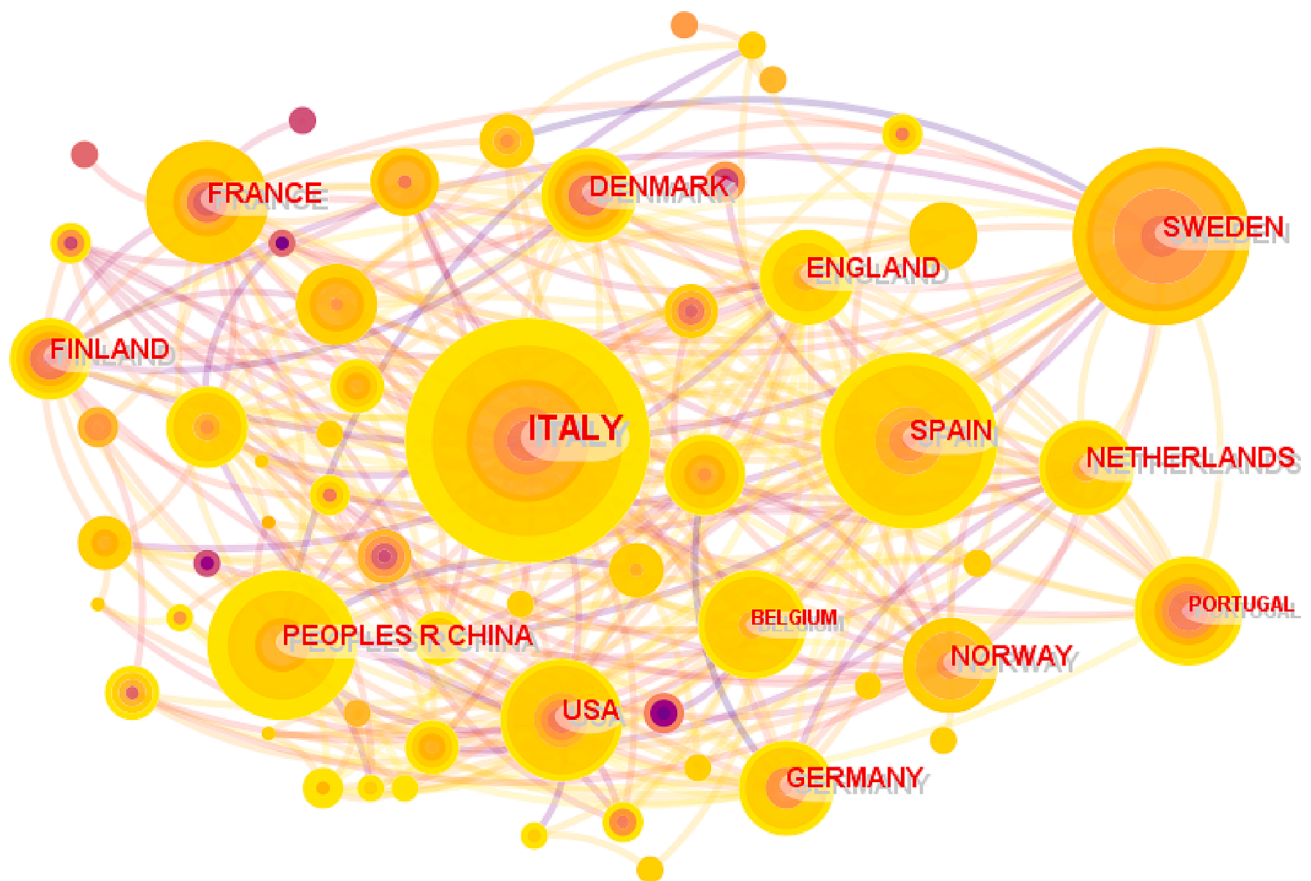 FRANCE
DENMARK
SWEDEN
ENGLAND
FINLAND
ITALY
SPAIN
NETHERLANDS
PORTUGAL
BELGIUM
PEOPLES R CHINA
NORWAY
USA
GERMANY